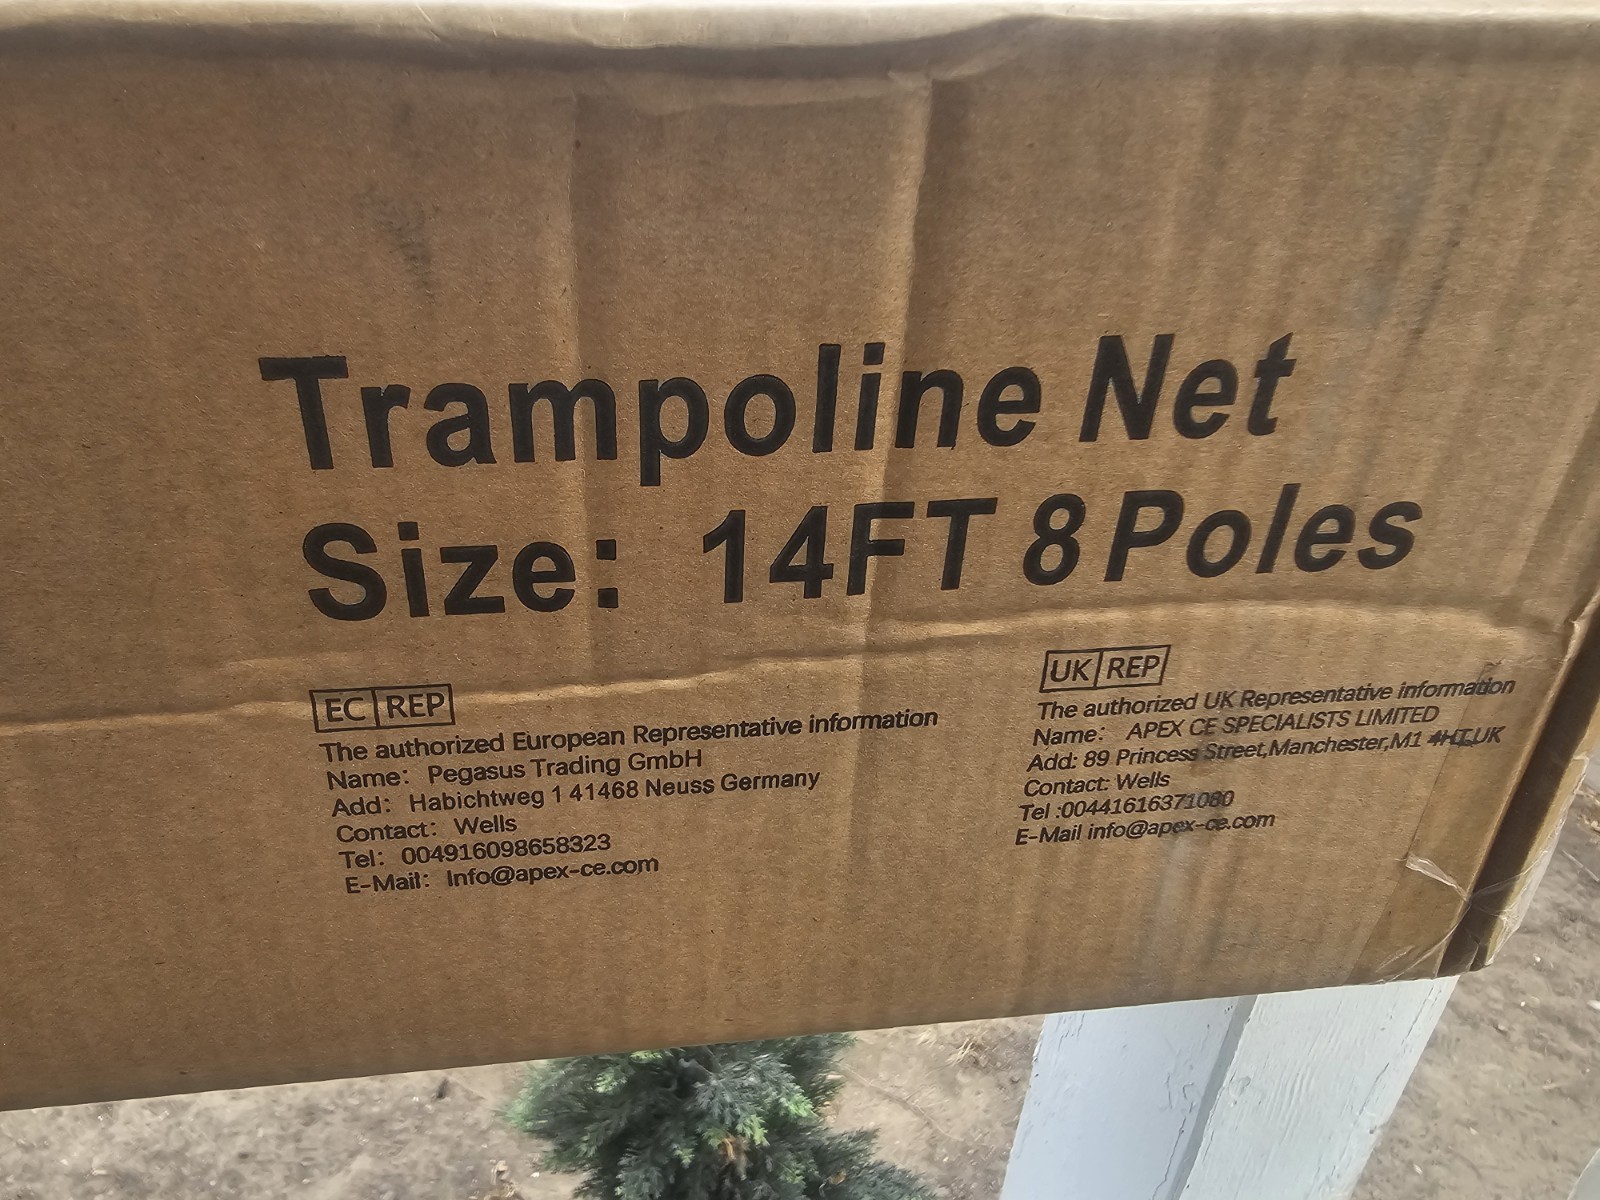 Trampoline Net
Size: 14FT 8Poles
EC REP
The authorized European Representative information
Name: Pegasus Trading GmbH
Add: Habichtweg 1 41468 Neuss Germany
Contact: Wells
Tel: 004916098658323
E-Mail: Info@apex-ce.com
UK REP
The authorized UK Representative information
Name: APEX CE SPECIALISTS LIMITED
Add: 89 Princess Street,Manchester,M1 4HT,UK
Contact: Wells
Tel :00441616371080
E-Mail info@apex-ce.com